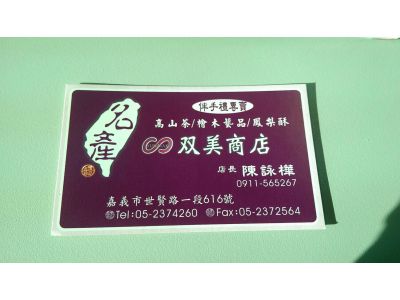 名產
伴手禮專賣
高山茶/檜木藝品/鳳梨酥
双美商店
店長 陳詠樺
0911-565267
嘉義市世賢路一段616號
Tel:05-2374260 Fax:05-2372564